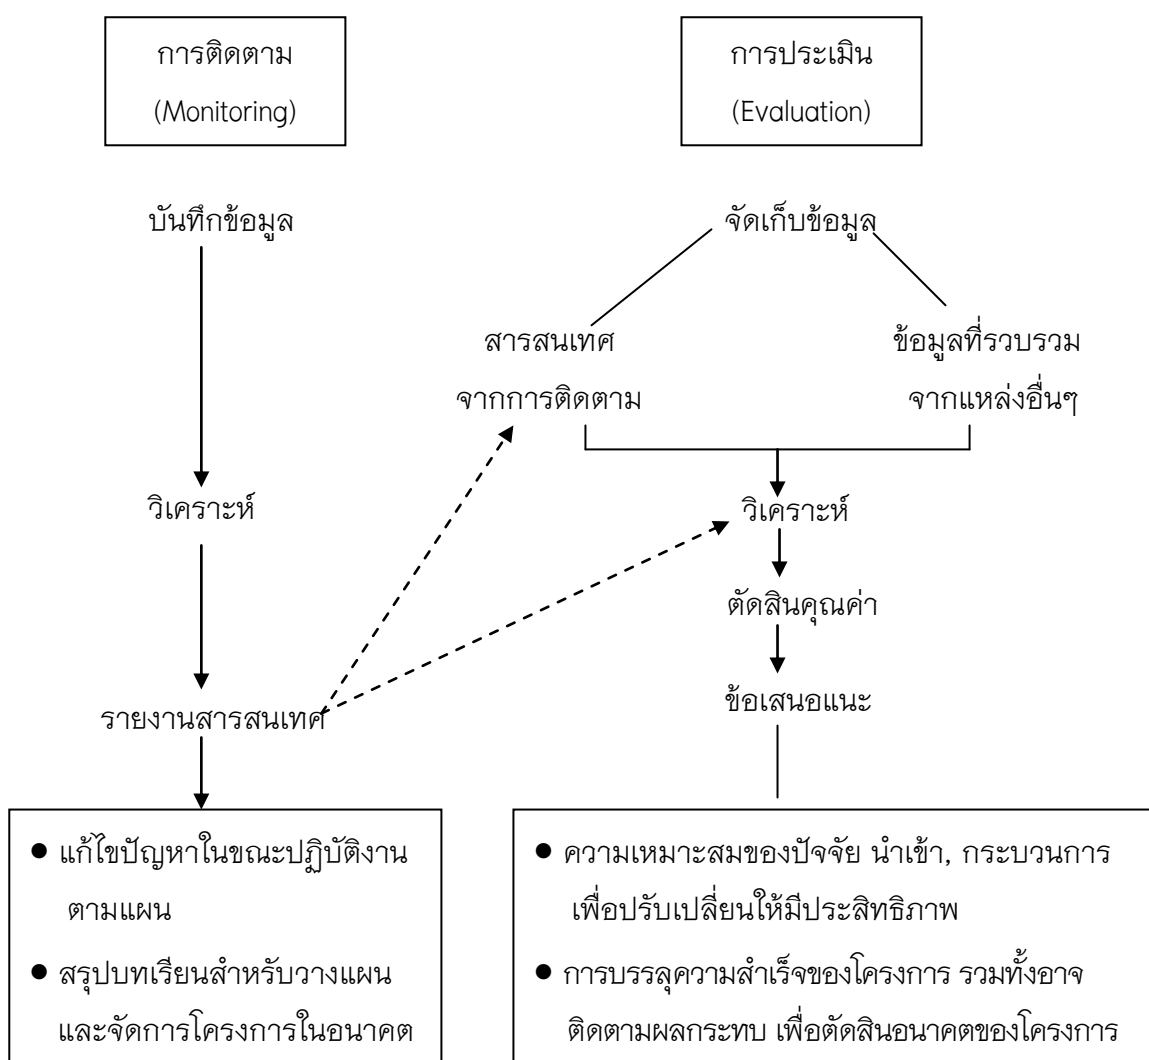 การติดตาม
(Monitoring)
การประเมิน
(Evaluation)
บันทึกข้อมูล
จัดเก็บข้อมูล
สารสนเทศ
จากการติดตาม
ข้อมูลที่รวบรวม
จากแหล่งอื่นๆ
วิเคราะห์
วิเคราะห์
ตัดสินคุณค่า
ข้อเสนอแนะ
รายงานสารสนเทศ
● แก้ไขปัญหาในขณะปฏิบัติงาน
ตามแผน
● สรุปบทเรียนสำหรับวางแผน
และจัดการโครงการในอนาคต
● ความเหมาะสมของปัจจัย นำเข้า, กระบวนการ
เพื่อปรับเปลี่ยนให้มีประสิทธิภาพ
● การบรรลุความสำเร็จของโครงการ รวมทั้งอาจ
ติดตามผลกระทบ เพื่อตัดสินอนาคตของโครงการ